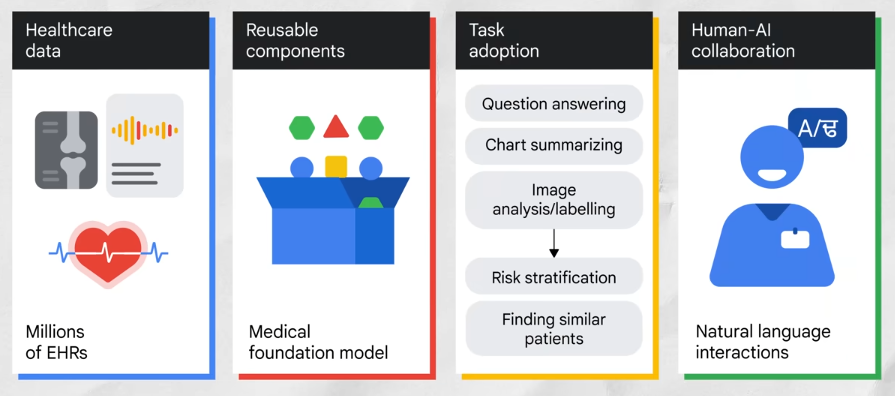 Healthcare
data
Millions
of EHRs
Reusable
components
Medical
foundation model
Task
adoption
Question answering
Chart summarizing
Image
analysis/labelling
Risk stratification
Finding similar
patients
Human-AI
collaboration
A/ढ
Natural language
interactions